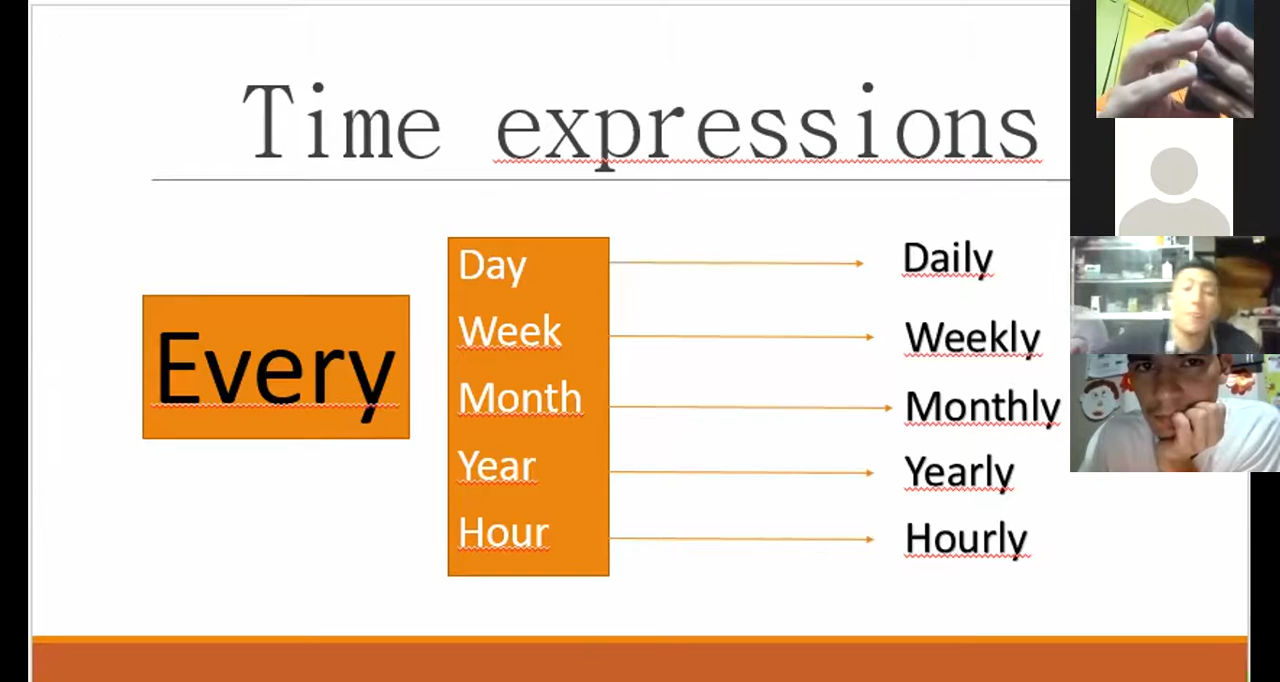 Time expressions
Every
Day
Week
Month
Year
Hour
Daily
Weekly
Monthly
Yearly
Hourly